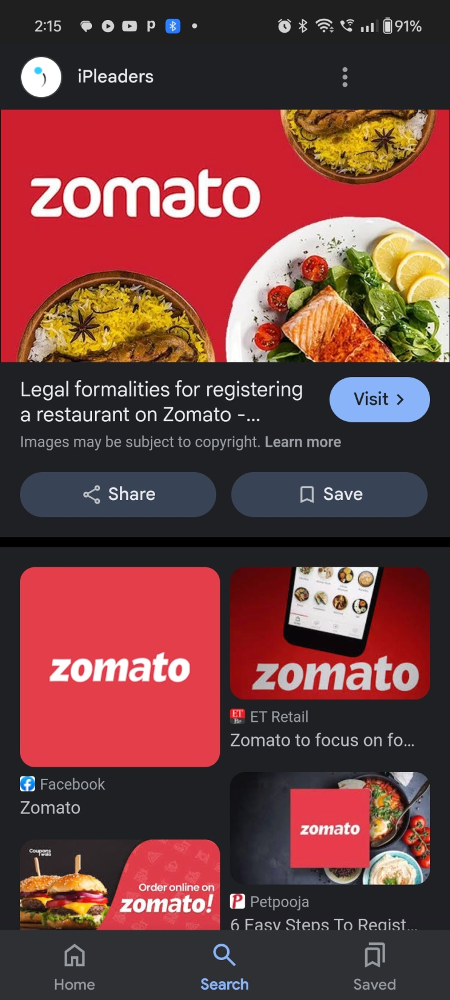 2:15
91%
iPleaders
zomato
Legal formalities for registering
a restaurant on Zomato -...
Visit
Images may be subject to copyright. Learn more
Share
Save
zomato
Facebook
Zomato
zomato
ET Retail
Zomato to focus on fo...
zomato
Petpooja
6 Easy Steps To Regist...
Coupons
Order online on
zomato!
Home
Search
Saved